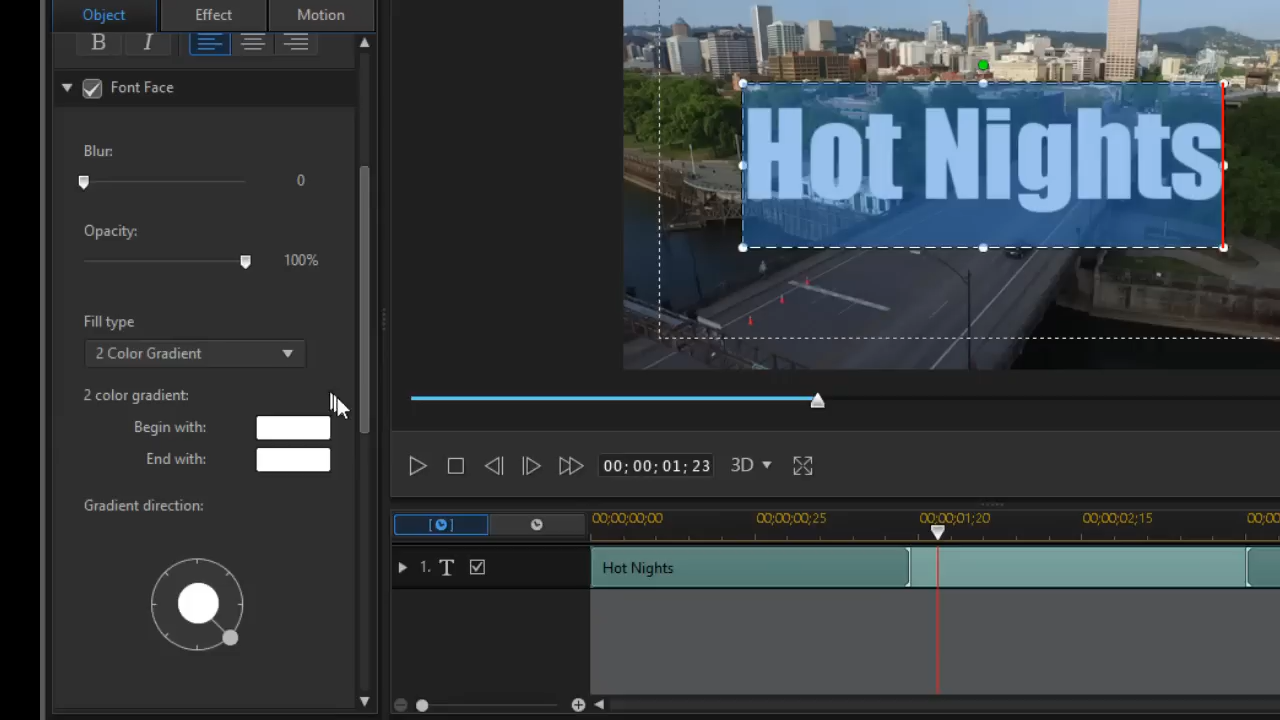 Object Effect Motion
B I
Font Face
Blur:
0
Opacity:
100%
Fill type
2 Color Gradient
2 color gradient:
Begin with:
End with:
Gradient direction:
Hot Nights
00; 00; 01; 23 3D
00;00;00;00 00;00;00;25 00;00;01;20 00;00;02;15 00;00
1. T Hot Nights